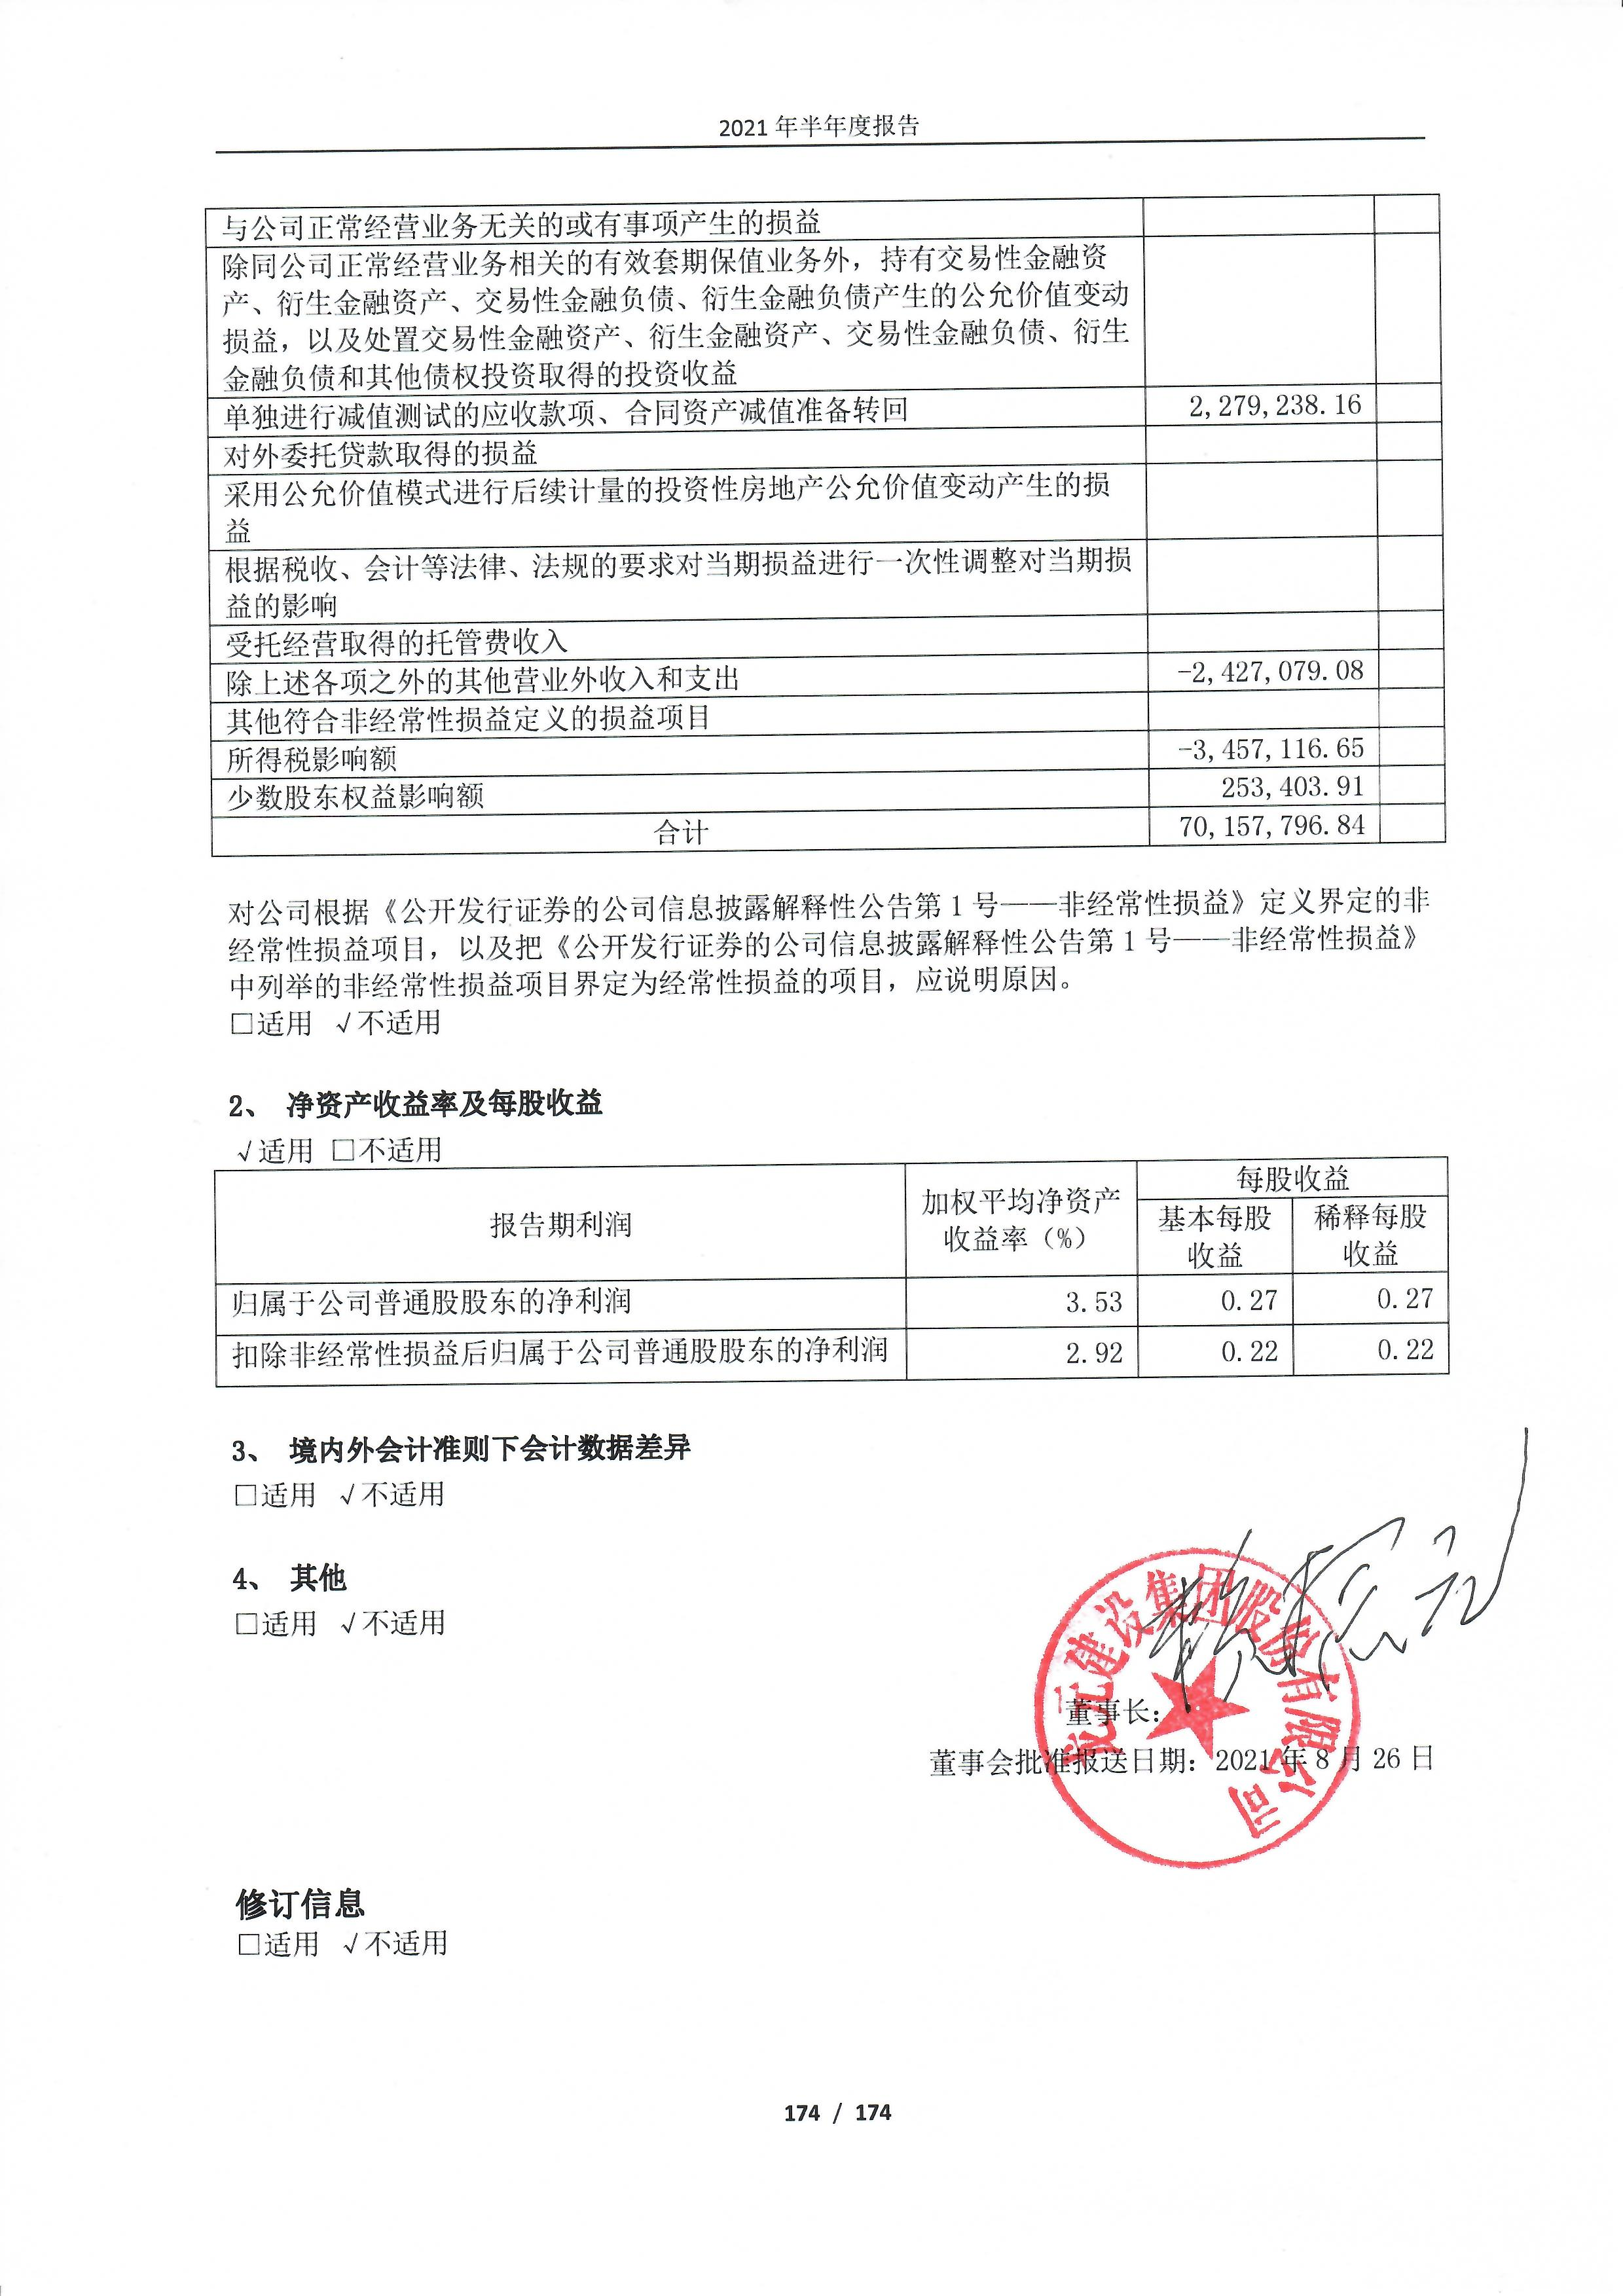 2021 年半年度报告
与公司正常经营业务无关的或有事项产生的损益
除同公司正常经营业务相关的有效套期保值业务外，持有交易性金融资
产、衍生金融资产、交易性金融负债、衍生金融负债产生的公允价值变动
损益，以及处置交易性金融资产、衍生金融资产、交易性金融负债、衍生
金融负债和其他债权投资取得的投资收益
单独进行减值测试的应收款项、合同资产减值准备转回 2,279,238.16
对外委托贷款取得的损益
采用公允价值模式进行后续计量的投资性房地产公允价值变动产生的损
益
根据税收、会计等法律、法规的要求对当期损益进行一次性调整对当期损
益的影响
受托经营取得的托管费收入
除上述各项之外的其他营业外收入和支出 -2,427,079.08
其他符合非经常性损益定义的损益项目
所得税影响额 -3,457,116.65
少数股东权益影响额 253,403.91
合计 70,157,796.84
对公司根据《公开发行证券的公司信息披露解释性公告第 1 号——非经常性损益》定义界定的非
经常性损益项目，以及把《公开发行证券的公司信息披露解释性公告第 1 号——非经常性损益》
中列举的非经常性损益项目界定为经常性损益的项目，应说明原因。
□适用 √不适用
2、 净资产收益率及每股收益
√适用 □不适用
报告期利润
加权平均净资产
收益率（%）
每股收益
基本每股
收益
稀释每股
收益
归属于公司普通股股东的净利润 3.53 0.27 0.27
扣除非经常性损益后归属于公司普通股股东的净利润 2.92 0.22 0.22
3、 境内外会计准则下会计数据差异
□适用 √不适用
4、 其他
□适用 √不适用
龙元建设集团股份有限公司
董事长：
董事会批准报送日期：2021 年 8 月 26 日
修订信息
□适用 √不适用
174 / 174